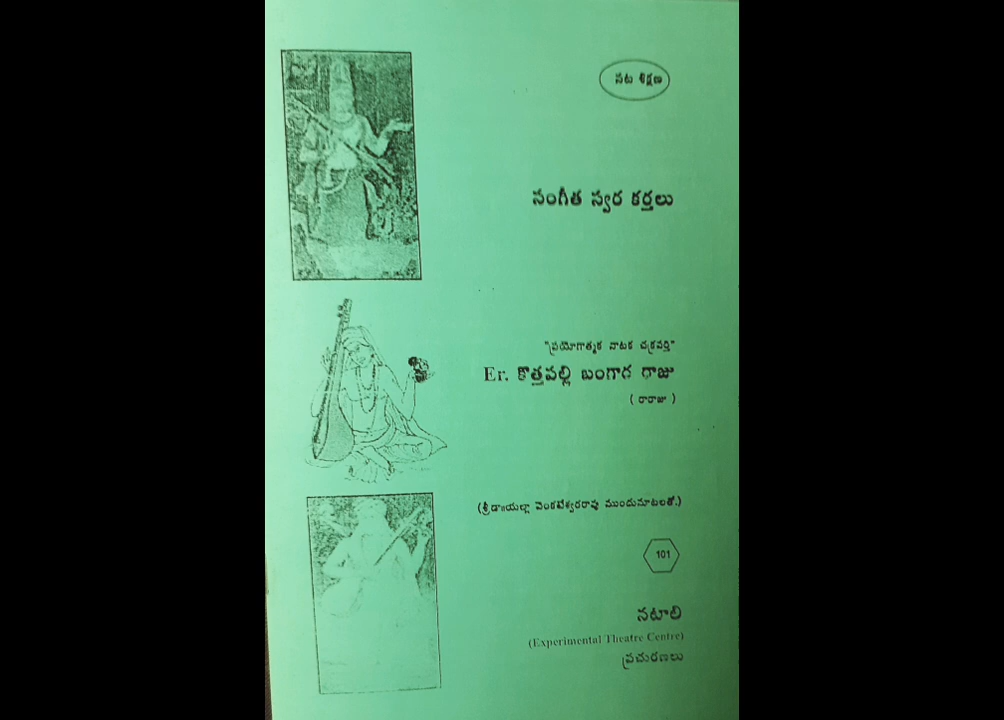 నట శిక్షణ
సంగీత స్వర కర్తలు
"ప్రయోగాత్మక నాటక చక్రవర్తి"
Er. కొత్తపల్లి బంగార రాజు
( రారాజు )
(శ్రీ డా॥యల్లా వెంకటేశ్వరరావు ముందుమాటలతో.)
101
నటాలి
(Experimental Theatre Centre)
ప్రచురణలు